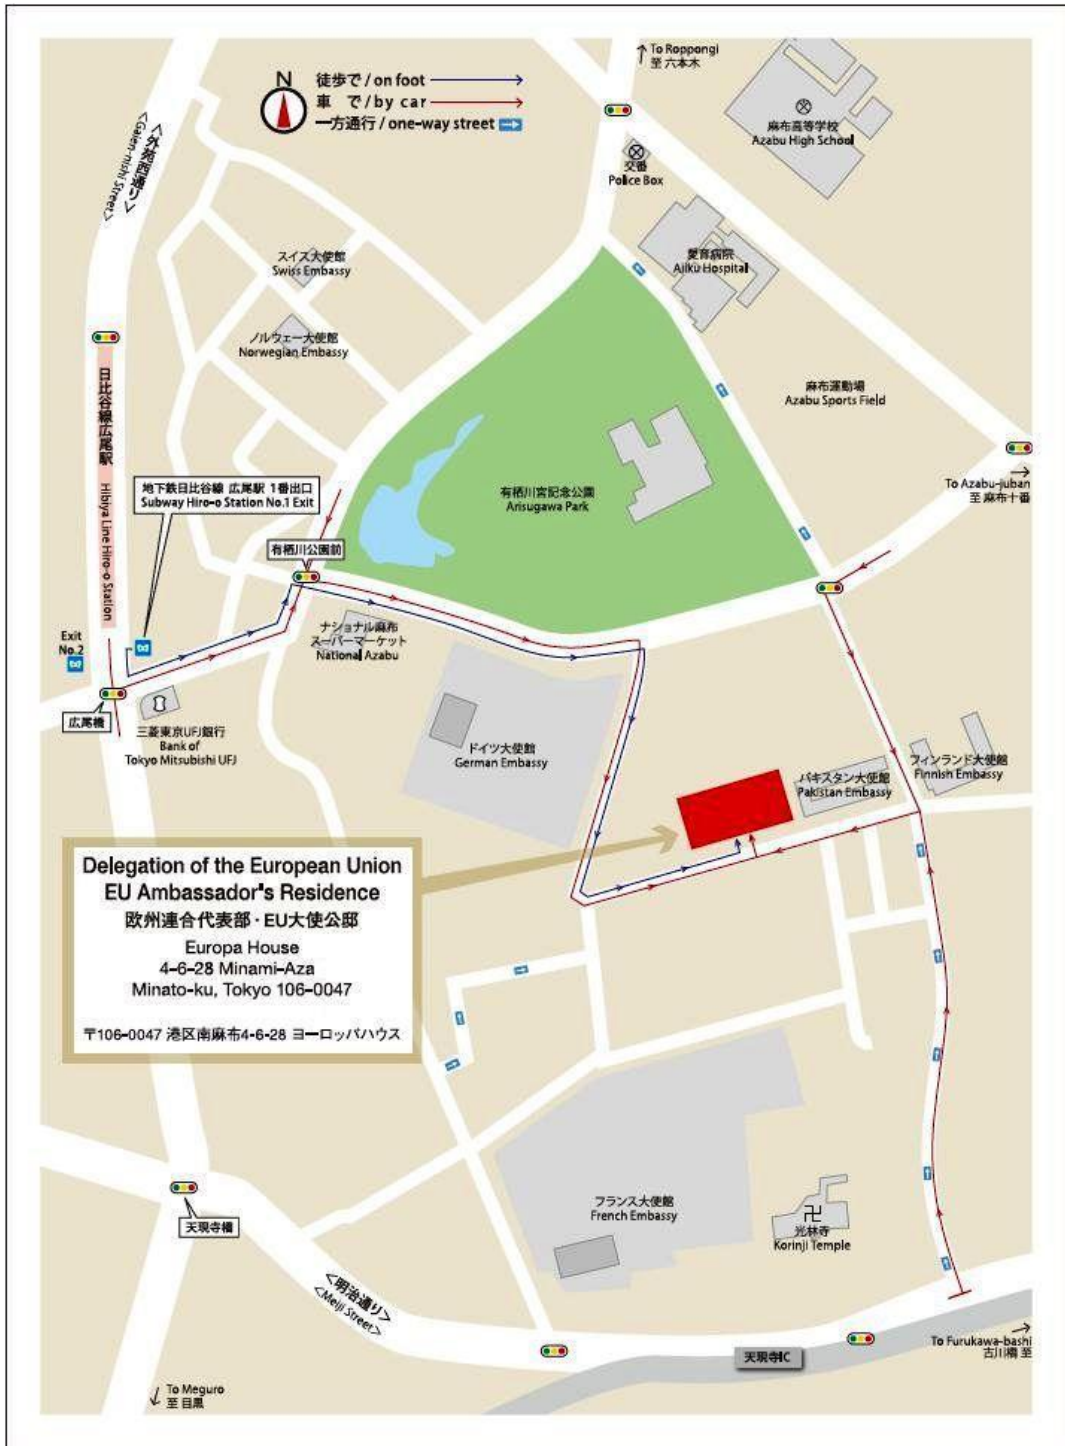 To Roppongi
至 六本木
N
徒歩で / on foot
車 で / by car
一方通行 / one-way street
麻布高等学校
Azabu High School
交番
Police Box
<外苑西通り>
<Gaien-nishi Street>
愛育病院
Aiiku Hospital
スイス大使館
Swiss Embassy
ノルウェー大使館
Norwegian Embassy
麻布運動場
Azabu Sports Field
日比谷線広尾駅
Hibiya Line Hiro-o Station
地下鉄日比谷線 広尾駅 1番出口
Subway Hiro-o Station No.1 Exit
有栖川宮記念公園
Arisugawa Park
To Azabu-juban
至 麻布十番
有栖川公園前
Exit
No.2
ナショナル麻布
スーパーマーケット
National Azabu
広尾橋
三菱東京UFJ銀行
Bank of
Tokyo Mitsubishi UFJ
ドイツ大使館
German Embassy
パキスタン大使館
Pakistan Embassy
フィンランド大使館
Finnish Embassy
Delegation of the European Union
EU Ambassador's Residence
欧州連合代表部・EU大使公邸
Europa House
4-6-28 Minami-Aza
Minato-ku, Tokyo 106-0047
〒106-0047 港区南麻布4-6-28 ヨーロッパハウス
フランス大使館
French Embassy
光林寺
Korinji Temple
天現寺橋
<明治通り>
<Meiji Street>
To Furukawa-bashi
古川橋 至
天現寺IC
To Meguro
至 目黒